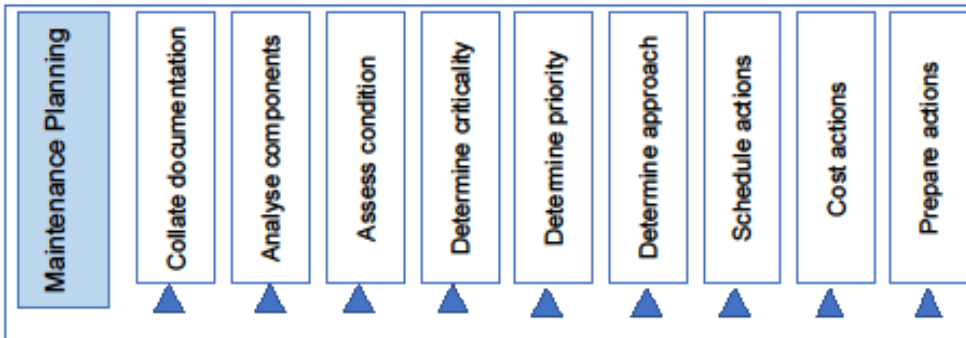 Maintenance Planning
Collate documentation
Analyse components
Assess condition
Determine criticality
Determine priority
Determine approach
Schedule actions
Cost actions
Prepare actions